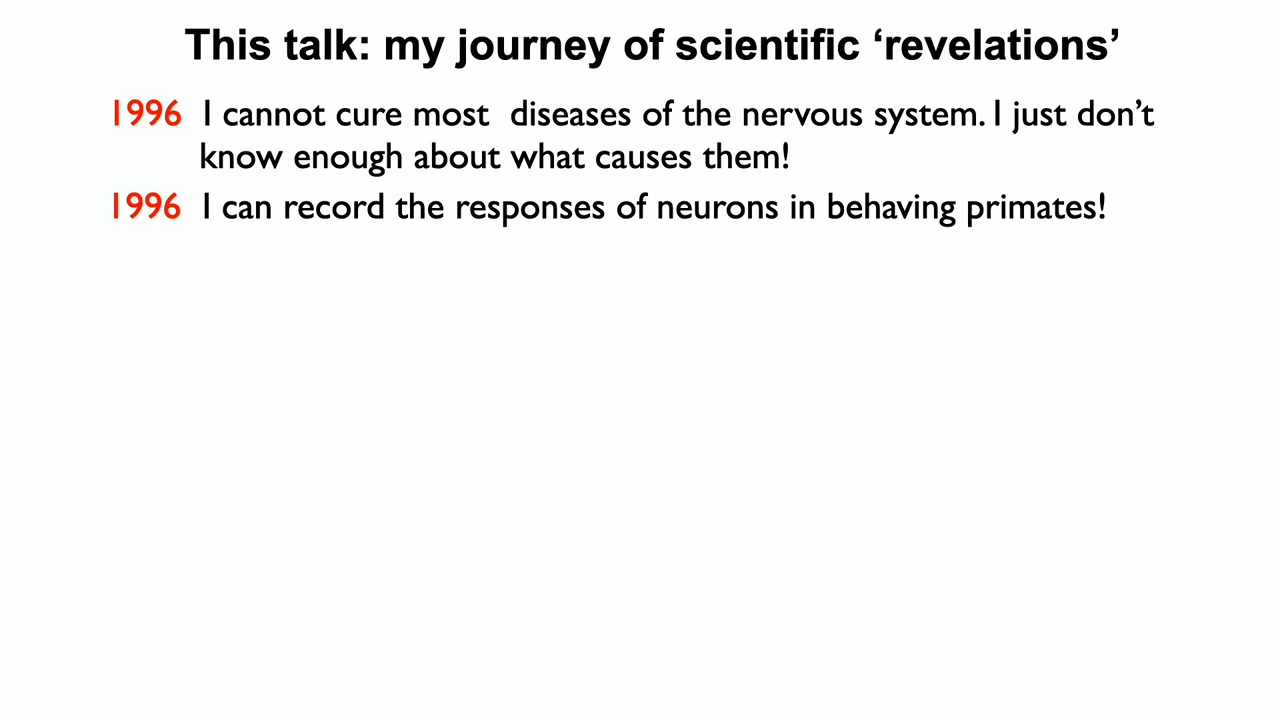 This talk: my journey of scientific ‘revelations’
1996 I cannot cure most diseases of the nervous system. I just don’t
know enough about what causes them!
1996 I can record the responses of neurons in behaving primates!